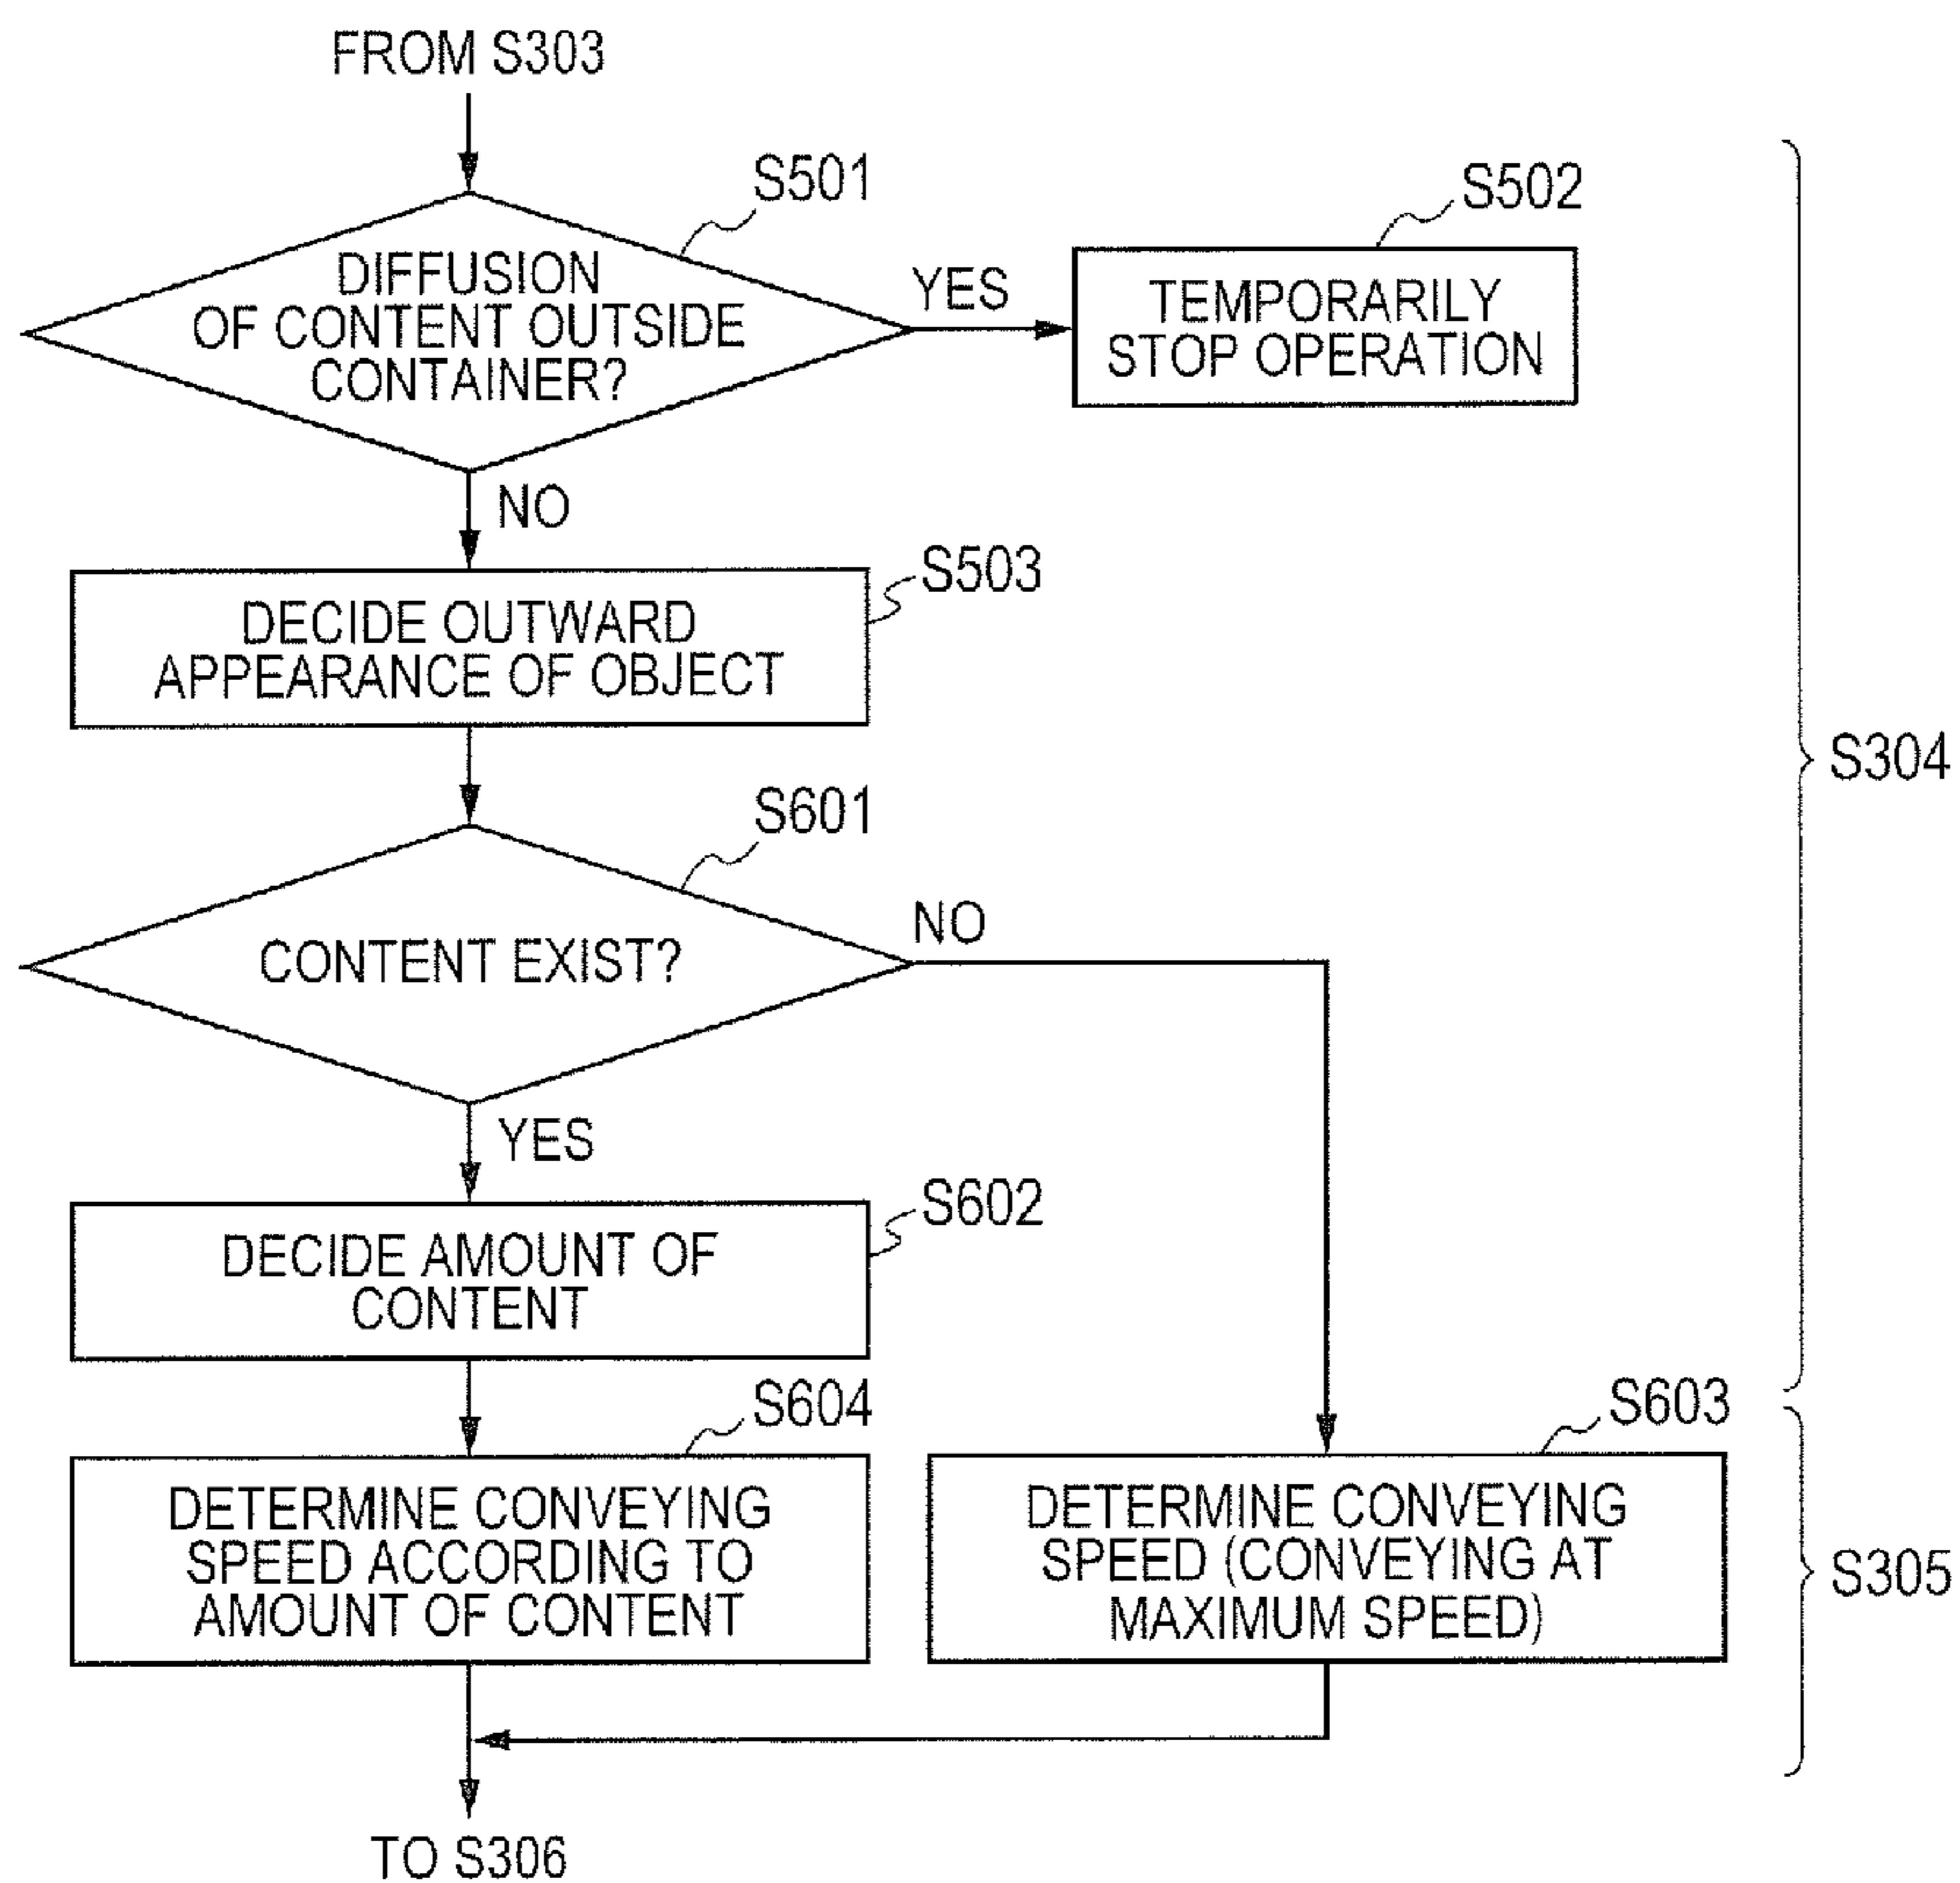 FROM S303
S501
DIFFUSION
OF CONTENT OUTSIDE
CONTAINER?
YES
S502
TEMPORARILY
STOP OPERATION
NO
S503
DECIDE OUTWARD
APPEARANCE OF OBJECT
S304
S601
CONTENT EXIST?
NO
YES
S602
DECIDE AMOUNT OF
CONTENT
S604
DETERMINE CONVEYING
SPEED ACCORDING TO
AMOUNT OF CONTENT
S603
DETERMINE CONVEYING
SPEED (CONVEYING AT
MAXIMUM SPEED)
S305
TO S306